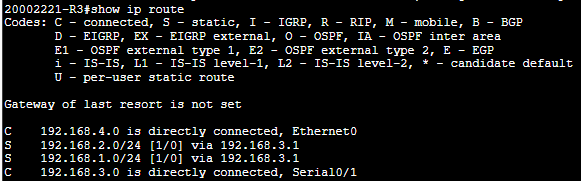 20002221-R3#show ip route
Codes: C - connected, S - static, I - IGRP, R - RIP, M - mobile, B - BGP
D - EIGRP, EX - EIGRP external, O - OSPF, IA - OSPF inter area
E1 - OSPF external type 1, E2 - OSPF external type 2, E - EGP
i - IS-IS, L1 - IS-IS level-1, L2 - IS-IS level-2, * - candidate default
U - per-user static route
Gateway of last resort is not set
C 192.168.4.0 is directly connected, Ethernet0
S 192.168.2.0/24 [1/0] via 192.168.3.1
S 192.168.1.0/24 [1/0] via 192.168.3.1
C 192.168.3.0 is directly connected, Serial0/1